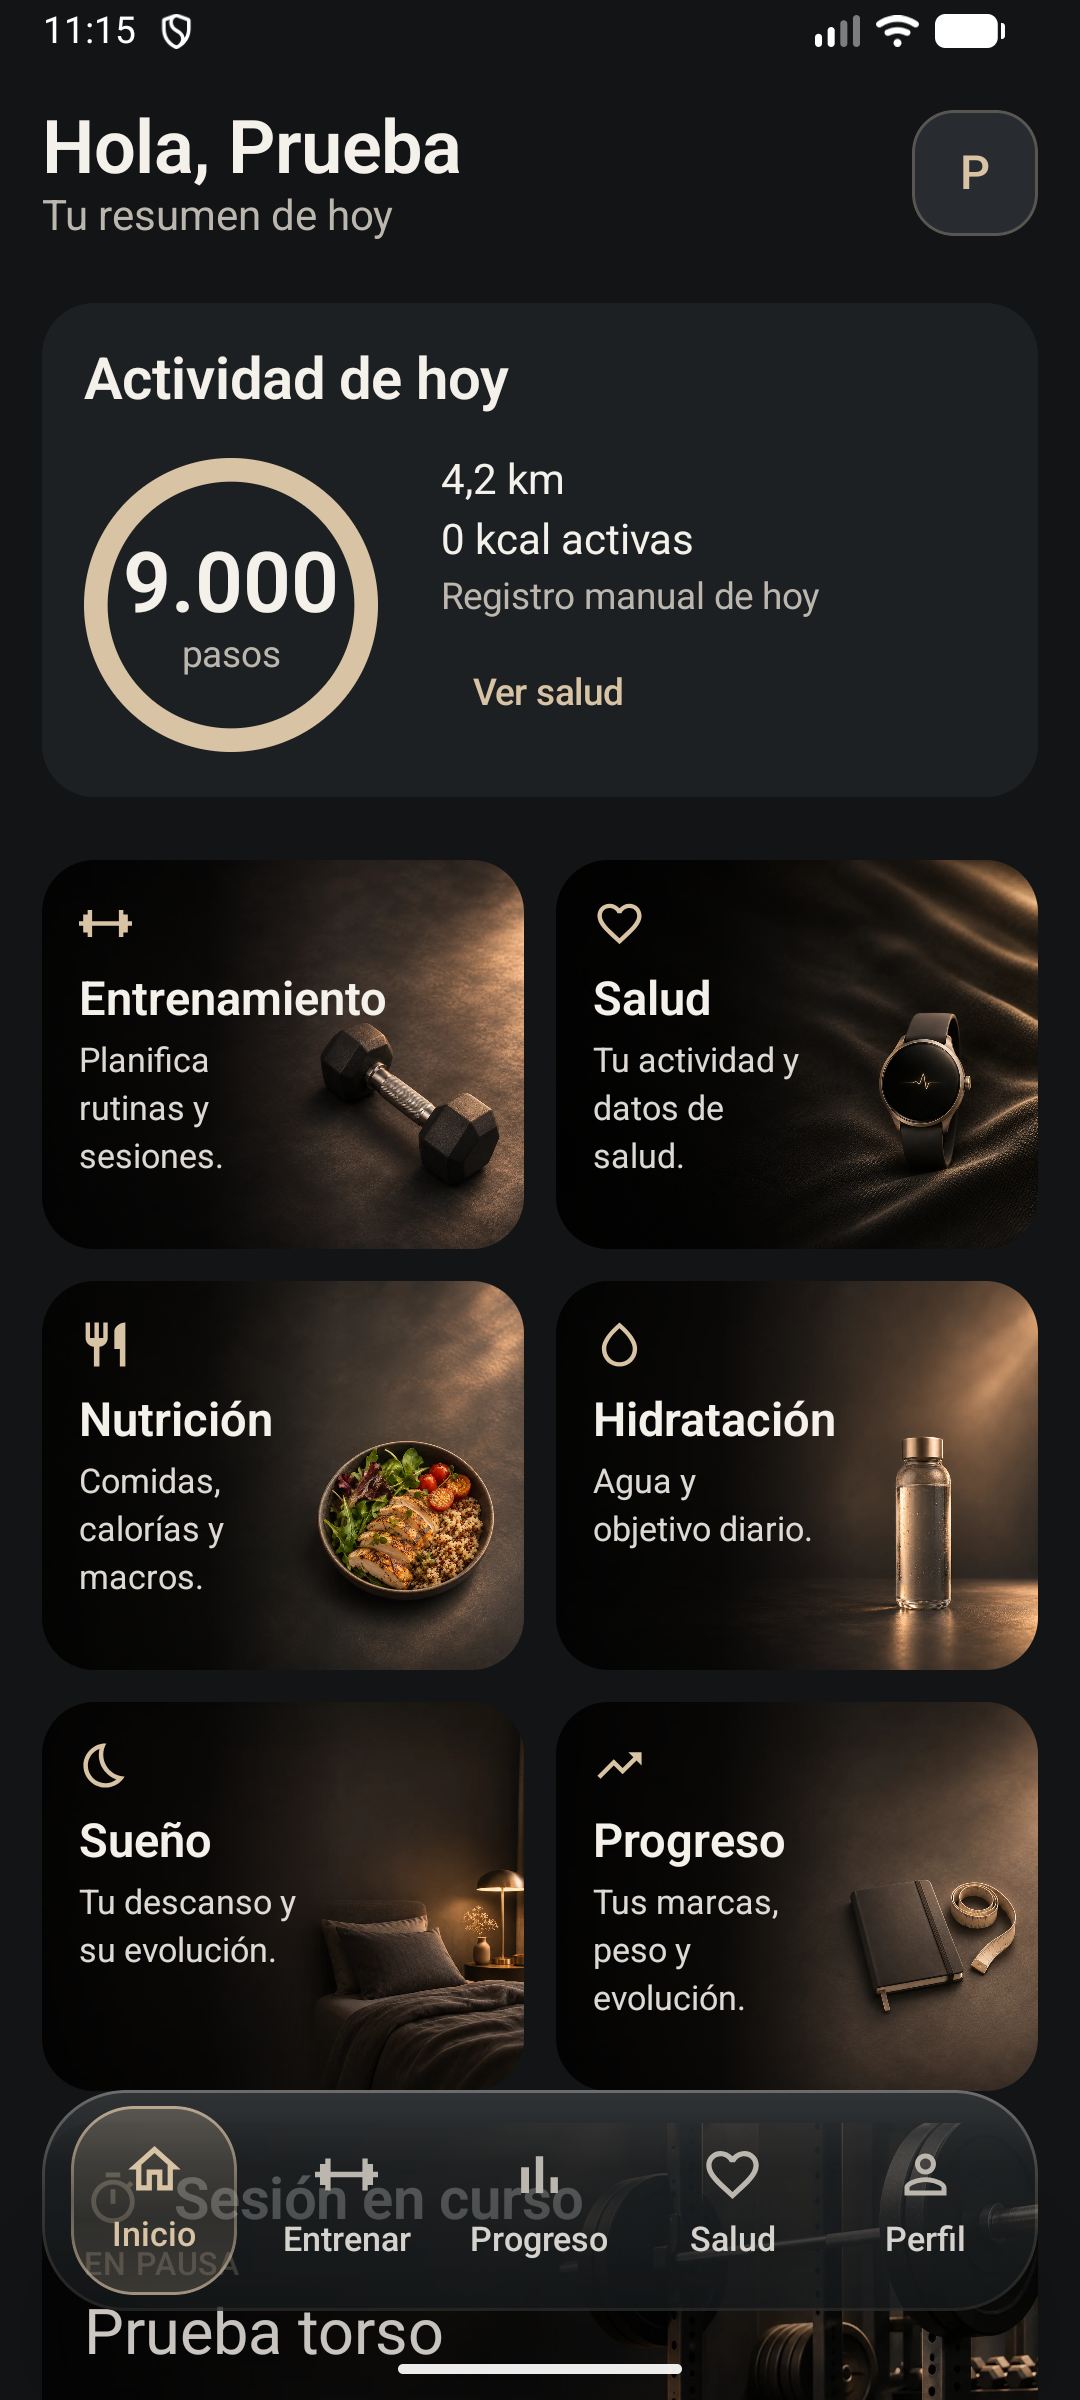 11:15
Hola, Prueba
Tu resumen de hoy
P
Actividad de hoy
9.000
pasos
4,2 km
0 kcal activas
Registro manual de hoy
Ver salud
Entrenamiento
Planifica
rutinas y
sesiones.
Salud
Tu actividad y
datos de
salud.
Nutrición
Comidas,
calorías y
macros.
Hidratación
Agua y
objetivo diario.
Sueño
Tu descanso y
su evolución.
Progreso
Tus marcas,
peso y
evolución.
Sesión en curso
EN PAUSA
Prueba torso
Inicio
Entrenar
Progreso
Salud
Perfil